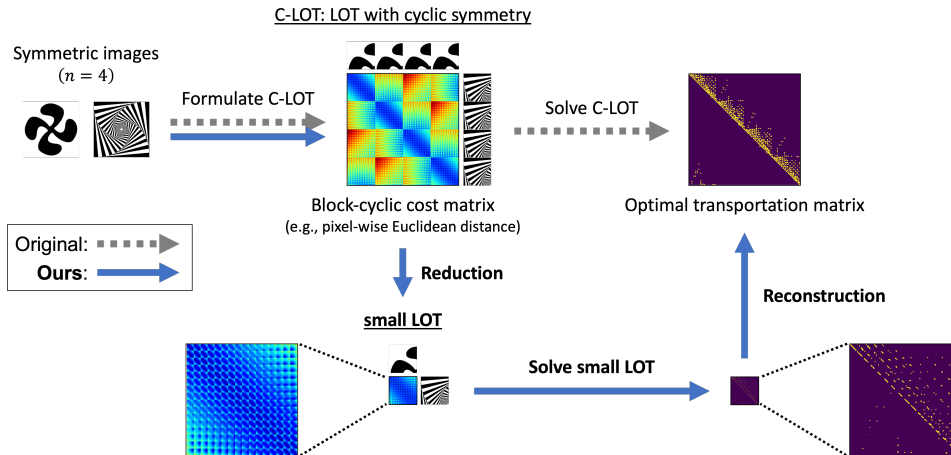 C-LOT: LOT with cyclic symmetry
Symmetric images
(n = 4)
Formulate C-LOT
Solve C-LOT
Block-cyclic cost matrix
(e.g., pixel-wise Euclidean distance)
Optimal transportation matrix
Original:
Ours:
Reduction
Reconstruction
small LOT
Solve small LOT